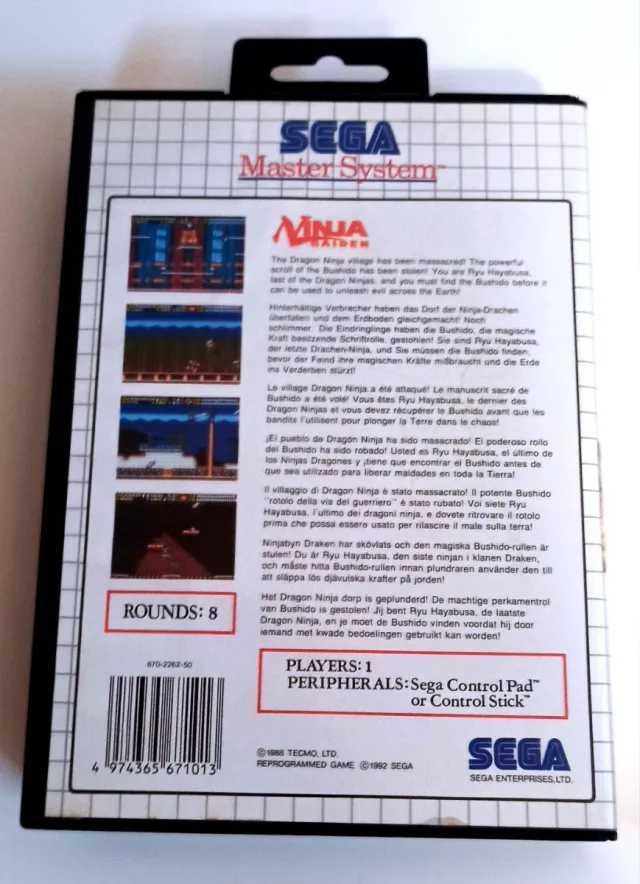 SEGA
Master System™
NINJA
GAIDEN
The Dragon Ninja village has been massacred! The powerful
scroll of the Bushido has been stolen! You are Ryu Hayabusa,
last of the Dragon Ninjas, and you must find the Bushido before it
can be used to unleash evil across the Earth!
Hinterhältige Verbrecher haben das Dorf der Ninja-Drachen
überfallen und dem Erdboden gleichgemacht! Noch
schlimmer: Die Eindringlinge haben die Bushido, die magische
Kraft besitzende Schriftrolle, gestohlen! Sie sind Ryu Hayabusa,
der letzte Drachen-Ninja, und Sie müssen die Bushido finden,
bevor der Feind ihre magischen Kräfte mißbraucht und die Erde
ins Verderben stürzt!
Le village Dragon Ninja a été attaqué! Le manuscrit sacré de
Bushido a été volé! Vous êtes Ryu Hayabusa, le dernier des
Dragon Ninjas et vous devez récupérer le Bushido avant que les
bandits l'utilisent pour plonger la Terre dans le chaos!
¡El pueblo de Dragón Ninja ha sido masacrado! El poderoso rollo
del Bushido ha sido robado! Usted es Ryu Hayabusa, el último de
los Ninjas Dragones y ¡tiene que encontrar el Bushido antes de
que sea utilizado para liberar maldades en toda la Tierra!
Il villaggio di Dragon Ninja è stato massacrato! Il potente Bushido
"rotolo della via del guerriero" è stato rubato! Voi siete Ryu
Hayabusa, l'ultimo dei dragoni ninja, e dovete ritrovare il rotolo
prima che possa essere usato per rilascire il male sulla terra!
Ninjabyn Draken har skövlats och den magiska Bushido-rullen är
stulen! Du är Ryu Hayabusa, den siste ninjan i klanen Draken,
och måste hitta Bushido-rullen innan plundraren använder den till
att släppa lös djävulska krafter på jorden!
Het Dragon Ninja dorp is geplunderd! De machtige perkamentrol
van Bushido is gestolen! Jij bent Ryu Hayabusa, de laatste
Dragon Ninja, en je moet de Bushido vinden voordat hij door
iemand met kwade bedoelingen gebruikt kan worden!
ROUNDS: 8
PLAYERS: 1
PERIPHERALS: Sega Control Pad™
or Control Stick™
670-2262-50
4 974365 671013
©1988 TECMO, LTD.
REPROGRAMMED GAME ©1992 SEGA
SEGA
SEGA ENTERPRISES, LTD.